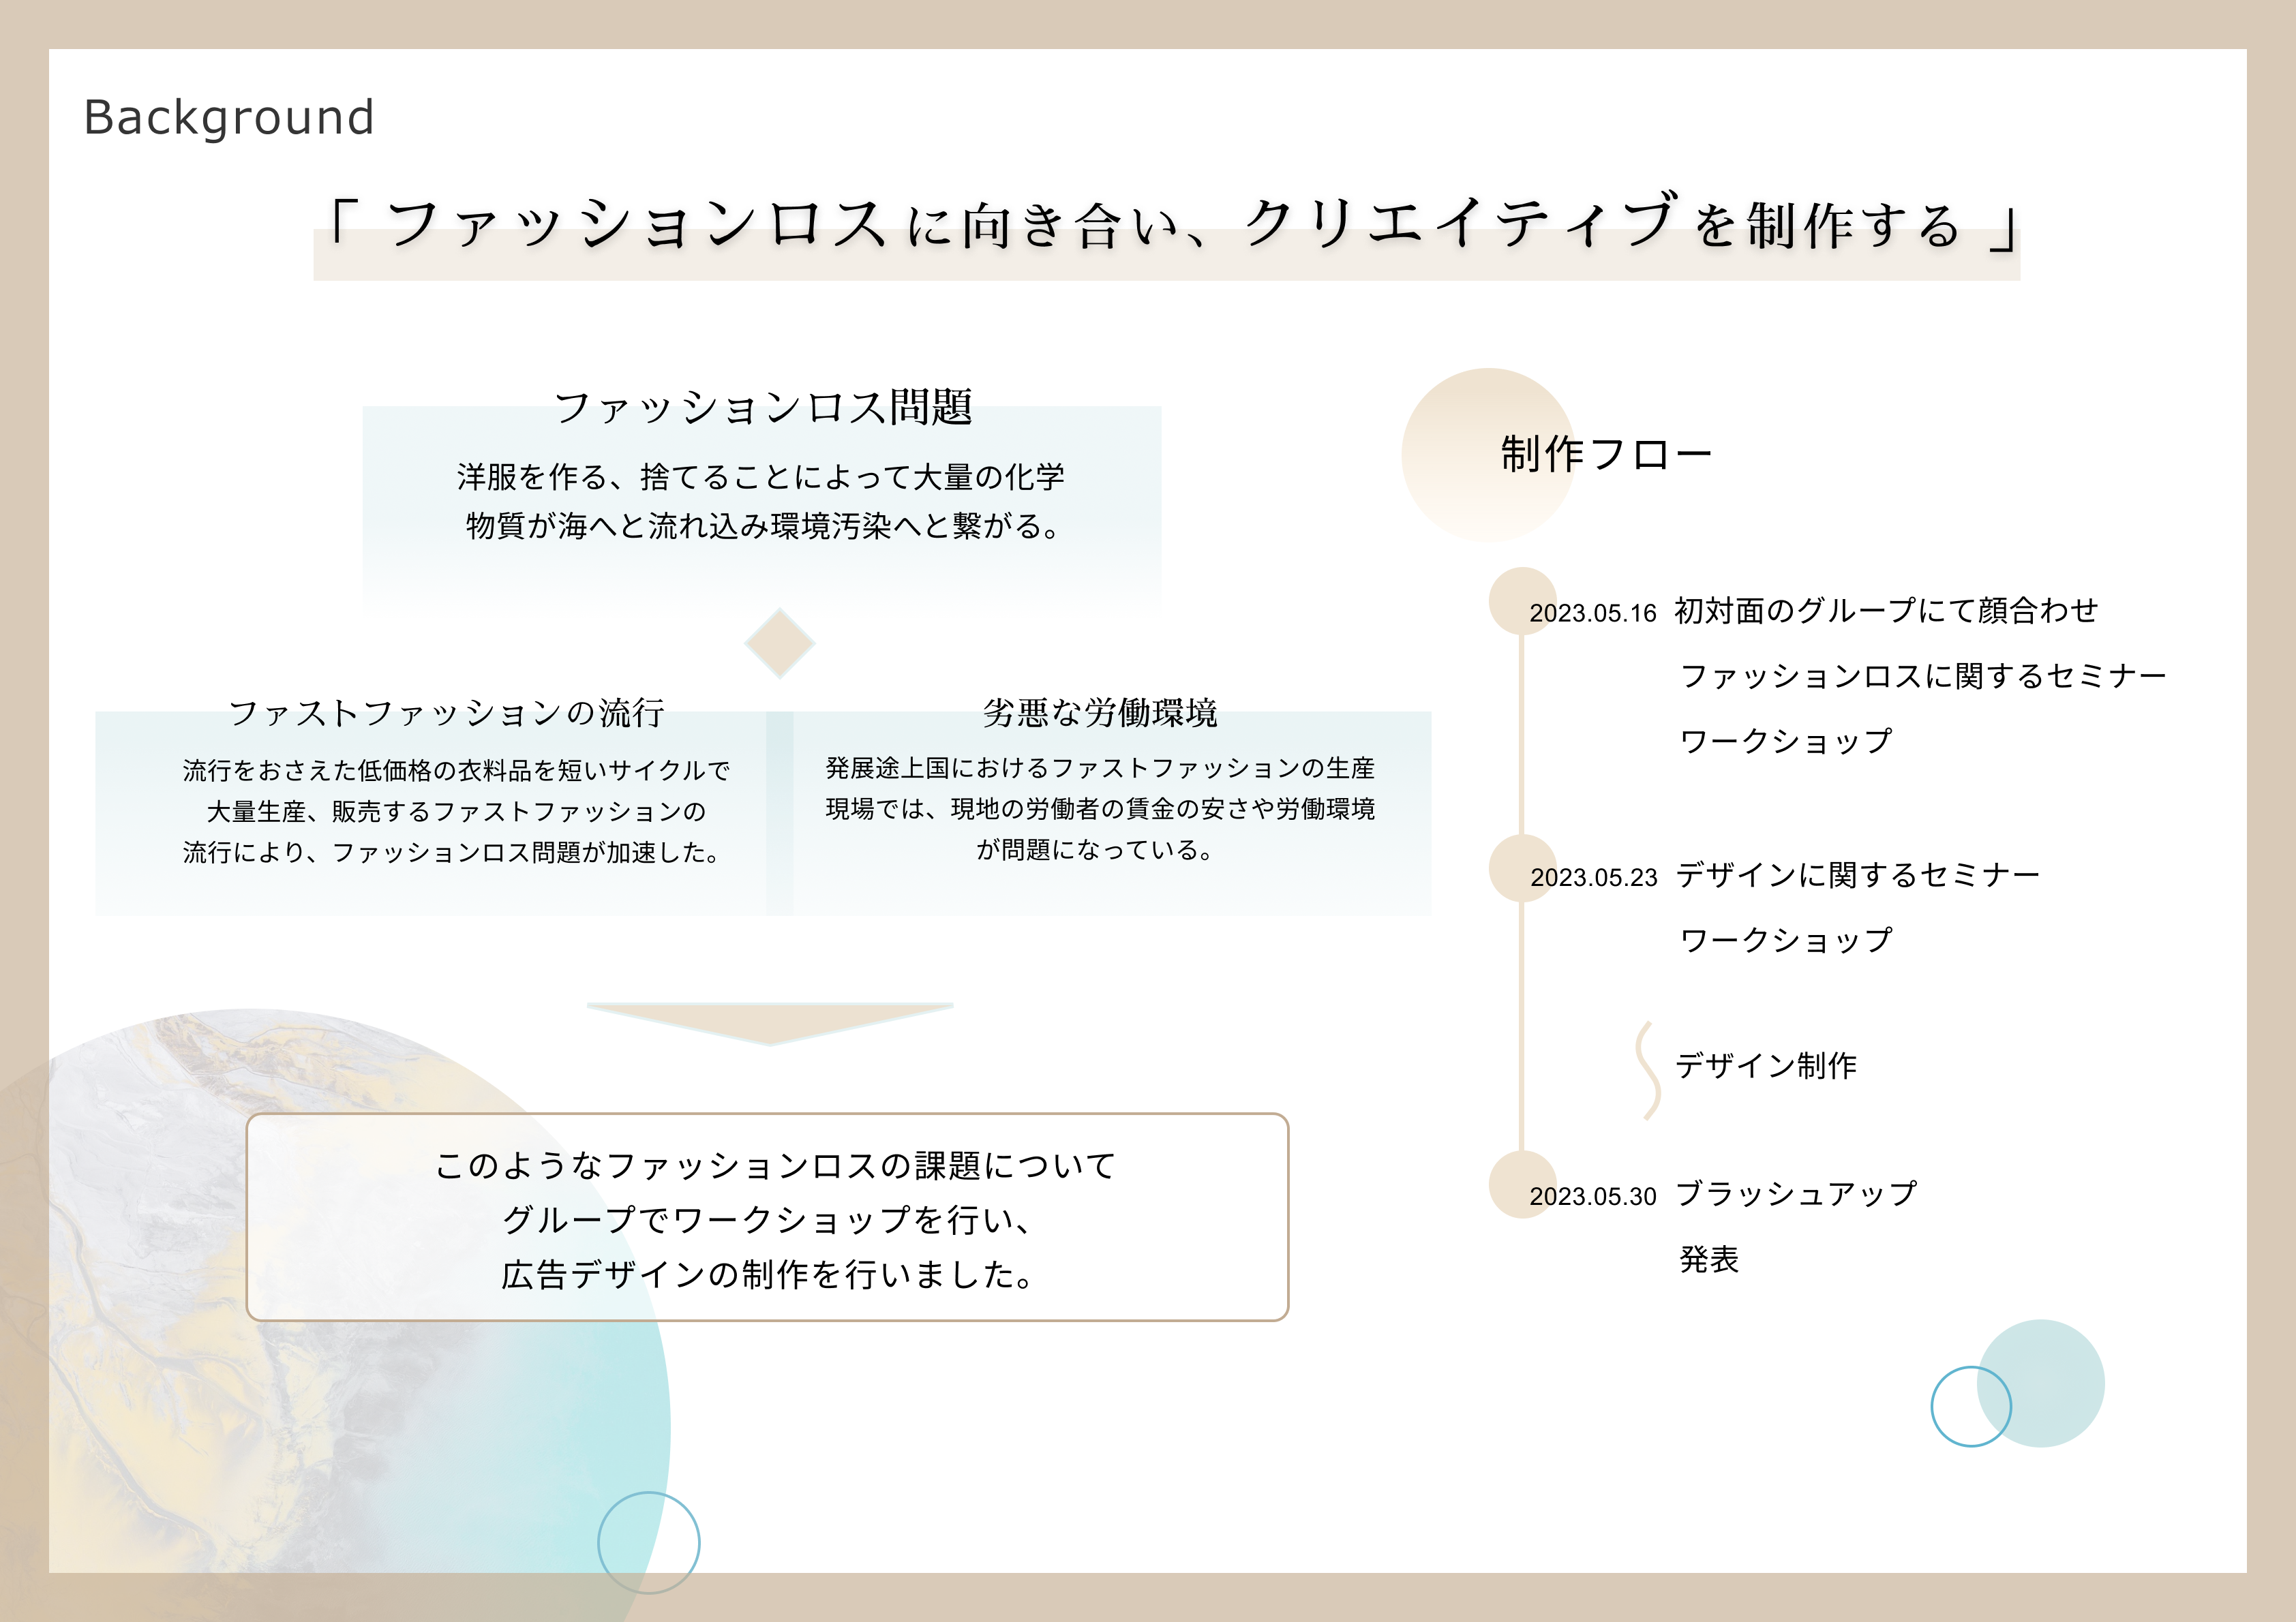 Background
「 ファッションロスに向き合い、クリエイティブを制作する 」
ファッションロス問題
洋服を作る、捨てることによって大量の化学
物質が海へと流れ込み環境汚染へと繋がる。
ファストファッションの流行
流行をおさえた低価格の衣料品を短いサイクルで
大量生産、販売するファストファッションの
流行により、ファッションロス問題が加速した。
劣悪な労働環境
発展途上国におけるファストファッションの生産
現場では、現地の労働者の賃金の安さや労働環境
が問題になっている。
このようなファッションロスの課題について
グループでワークショップを行い、
広告デザインの制作を行いました。
制作フロー
2023.05.16 初対面のグループにて顔合わせ
ファッションロスに関するセミナー
ワークショップ
2023.05.23 デザインに関するセミナー
ワークショップ
デザイン制作
2023.05.30 ブラッシュアップ
発表